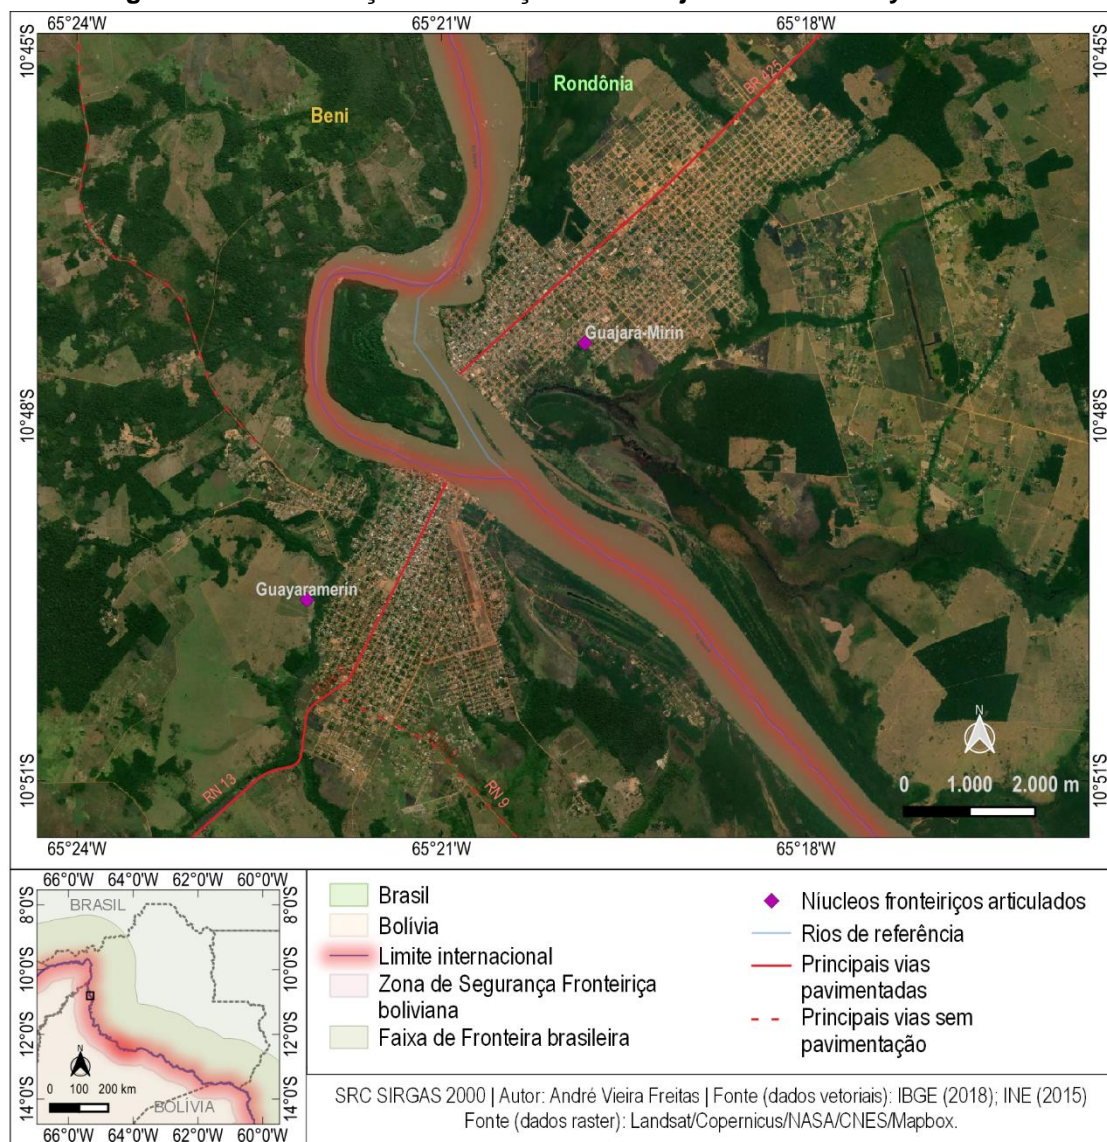 65°24'W 65°21'W 65°18'W
10°45'S 10°45'S
BR 425
Rondônia
Beni
Guajará-Mirin
10°48'S 10°48'S
Guayaramerín
N
0 1.000 2.000 m
RN 13
RN 9
10°51'S 10°51'S
65°24'W 65°21'W 65°18'W
66°0'W 64°0'W 62°0'W 60°0'W
8°0'S 8°0'S
BRASIL
10°0'S 10°0'S
12°0'S 12°0'S
N
0 100 200 km
14°0'S 14°0'S
BOLÍVIA
66°0'W 64°0'W 62°0'W 60°0'W
Brasil
Bolívia
Limite internacional
Zona de Segurança Fronteiriça
boliviana
Faixa de Fronteira brasileira
Níucleos fronteiriços articulados
Rios de referência
Principais vias
pavimentadas
Principais vias sem
pavimentação
SRC SIRGAS 2000 | Autor: André Vieira Freitas | Fonte (dados vetoriais): IBGE (2018); INE (2015)
Fonte (dados raster): Landsat/Copernicus/NASA/CNES/Mapbox.